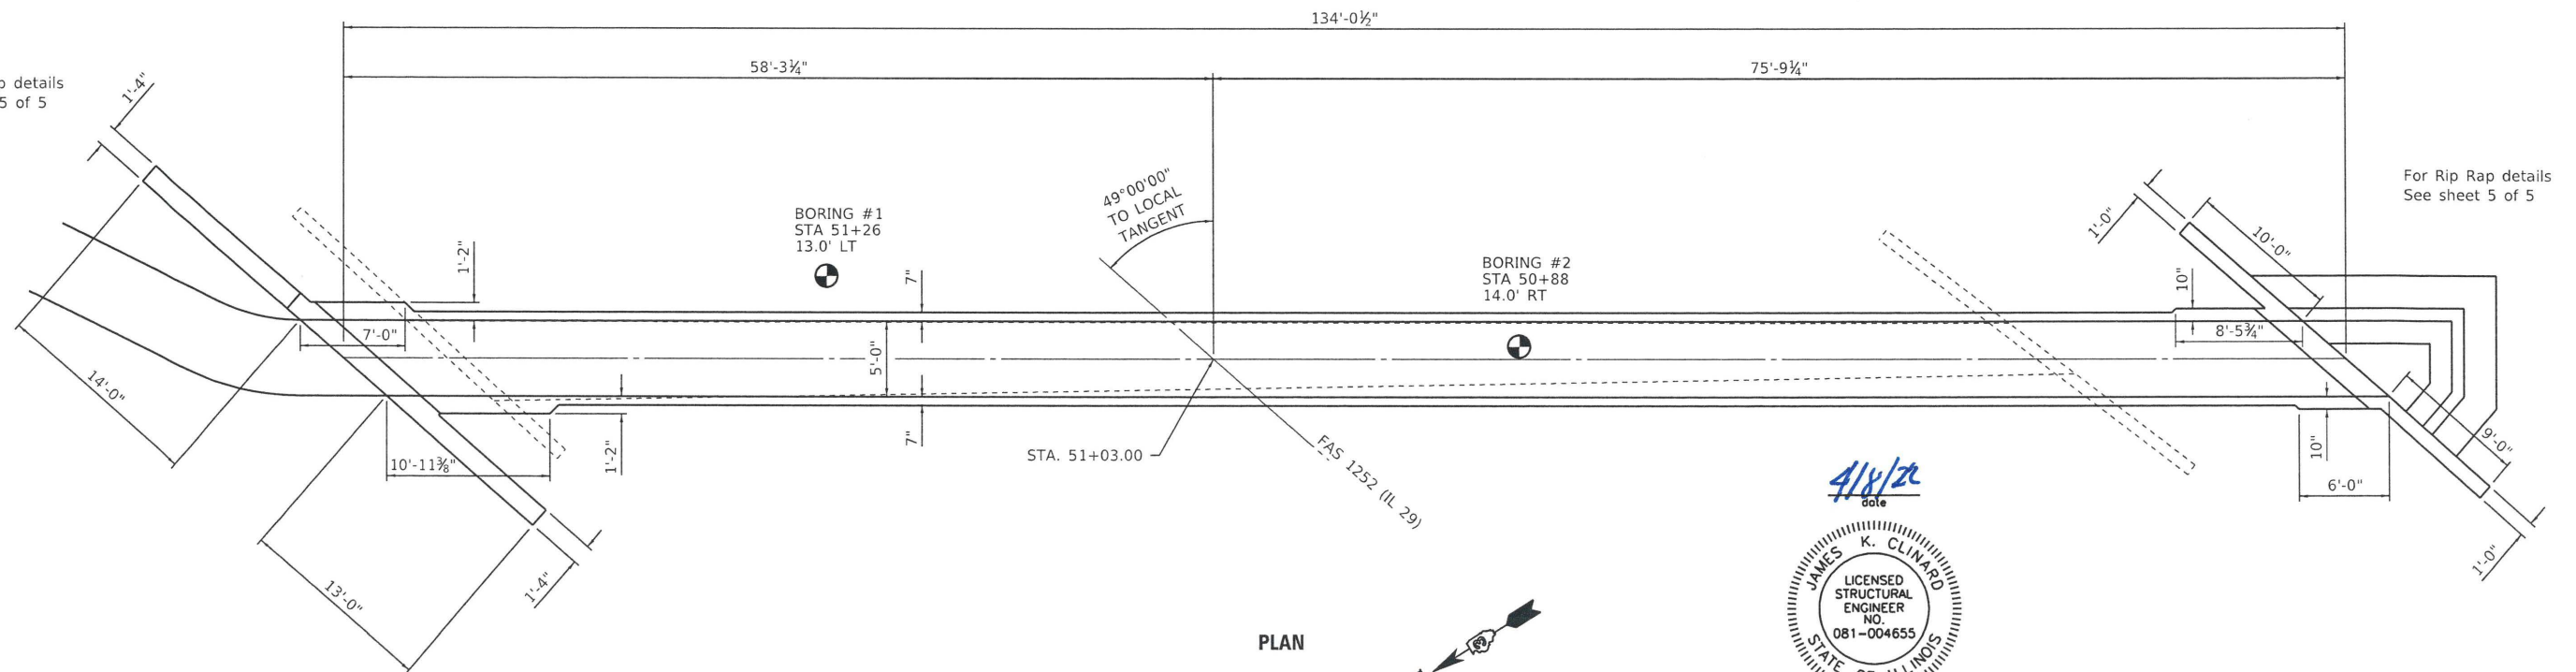 134'-0½"
58'-3¼"
75'-9¼"
details
5 of 5
1'-4"
49°00'00"
TO LOCAL
TANGENT
For Rip Rap details
See sheet 5 of 5
BORING #1
STA 51+26
13.0' LT
1'-2"
7"
BORING #2
STA 50+88
14.0' RT
1'-0"
10'-0"
10"
7'-0"
8'-5¾"
5'-0"
14'-0"
10'-11⅜"
1'-2"
7"
STA. 51+03.00
FAS 1252 (IL 29)
10"
9'-0"
6'-0"
4/8/22
date
13'-0"
1'-4"
1'-0"
PLAN
JAMES K. CLINARD
LICENSED
STRUCTURAL
ENGINEER
NO.
081-004655
STATE OF ILLINOIS